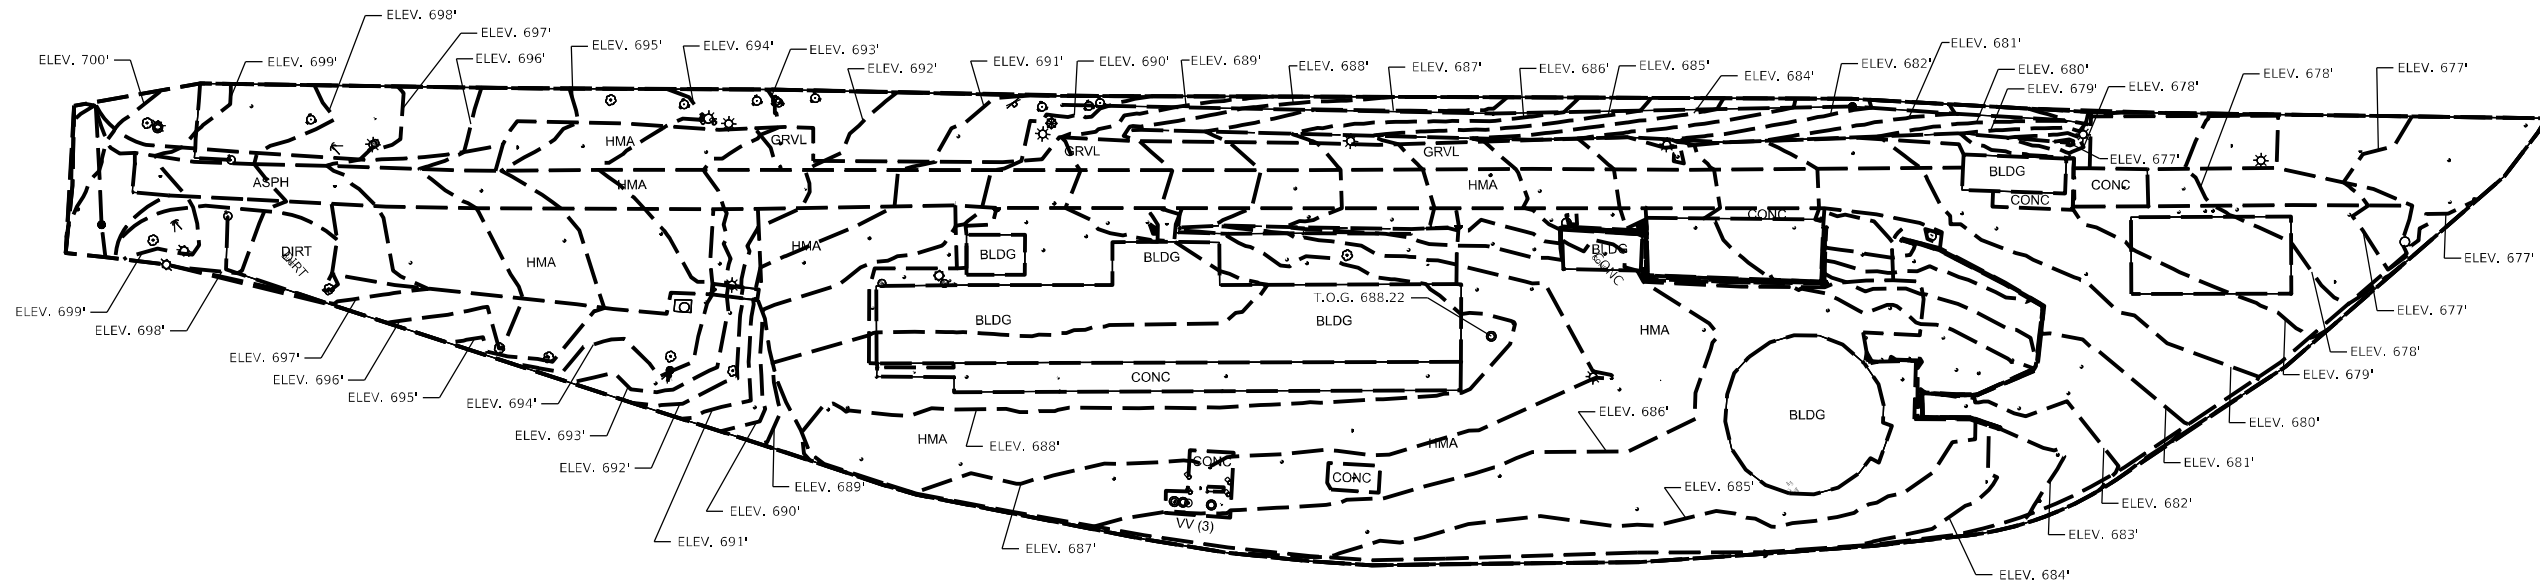 ELEV. 700'
ELEV. 699'
ELEV. 698'
ELEV. 697'
ELEV. 696'
ELEV. 695'
ELEV. 694'
ELEV. 693'
ELEV. 692'
ELEV. 691'
ELEV. 690'
ELEV. 689'
ELEV. 688'
ELEV. 687'
ELEV. 686'
ELEV. 685'
ELEV. 684'
ELEV. 682'
ELEV. 681'
ELEV. 680'
ELEV. 679'
ELEV. 678'
ELEV. 678'
ELEV. 677'
ELEV. 677'
HMA
GRVL
GRVL
GRVL
ASPH
HMA
HMA
BLDG
CONC
CONC
CONC
DIRT
DIRT
HMA
HMA
BLDG
BLDG
BLDG
CONC
T.O.G. 688.22
BLDG
BLDG
HMA
CONC
BLDG
HMA
HMA
CONC
CONC
VV (3)
ELEV. 699'
ELEV. 698'
ELEV. 697'
ELEV. 696'
ELEV. 695'
ELEV. 694'
ELEV. 693'
ELEV. 692'
ELEV. 691'
ELEV. 690'
ELEV. 689'
ELEV. 688'
ELEV. 687'
ELEV. 686'
ELEV. 685'
ELEV. 684'
ELEV. 683'
ELEV. 682'
ELEV. 681'
ELEV. 680'
ELEV. 679'
ELEV. 678'
ELEV. 677'
ELEV. 677'